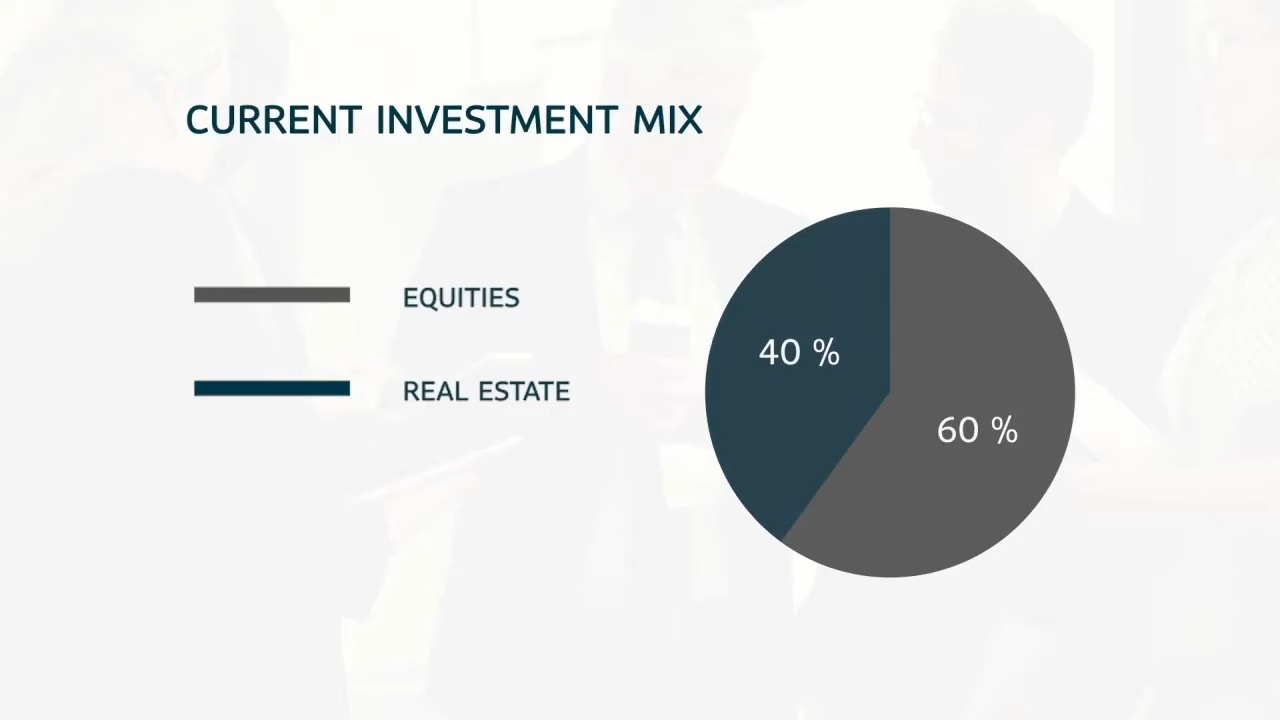 CURRENT INVESTMENT MIX
EQUITIES
REAL ESTATE
40 %
60 %